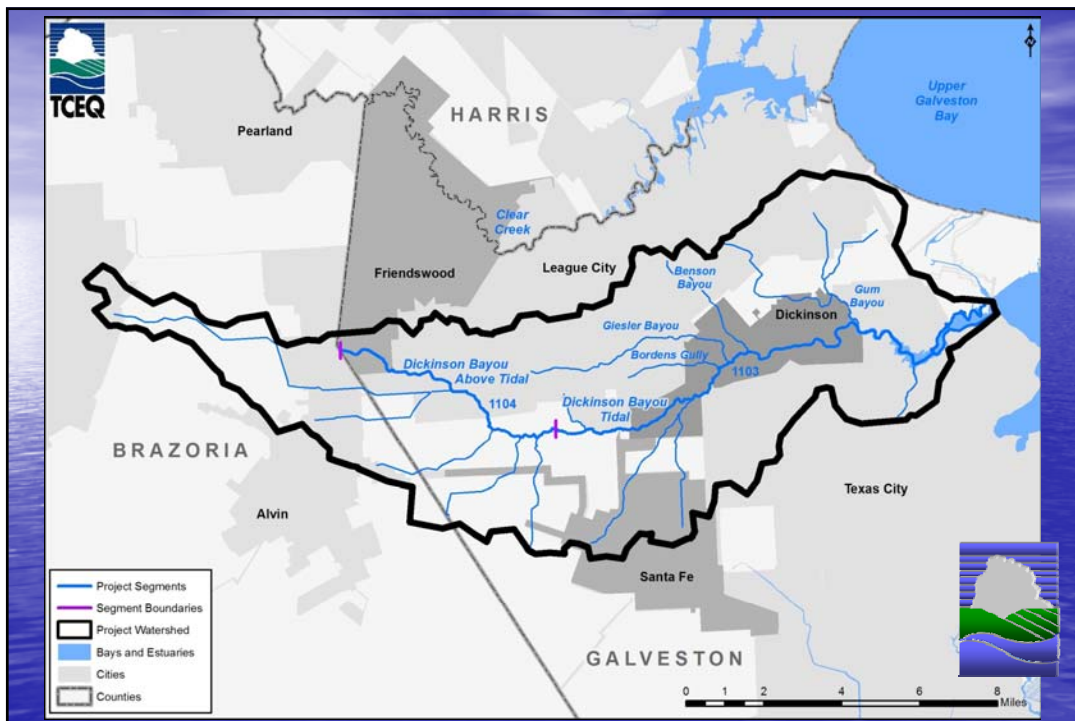 TCEQ
N
Pearland
HARRIS
Upper
Galveston
Bay
Clear
Creek
Friendswood
League City
Benson
Bayou
Gum
Bayou
Dickinson
Giesler Bayou
Bordens Gully
Dickinson Bayou
Above Tidal
1103
1104
Dickinson Bayou
Tidal
BRAZORIA
Texas City
Alvin
Santa Fe
GALVESTON
Project Segments
Segment Boundaries
Project Watershed
Bays and Estuaries
Cities
Counties
0 1 2 4 6 8
Miles